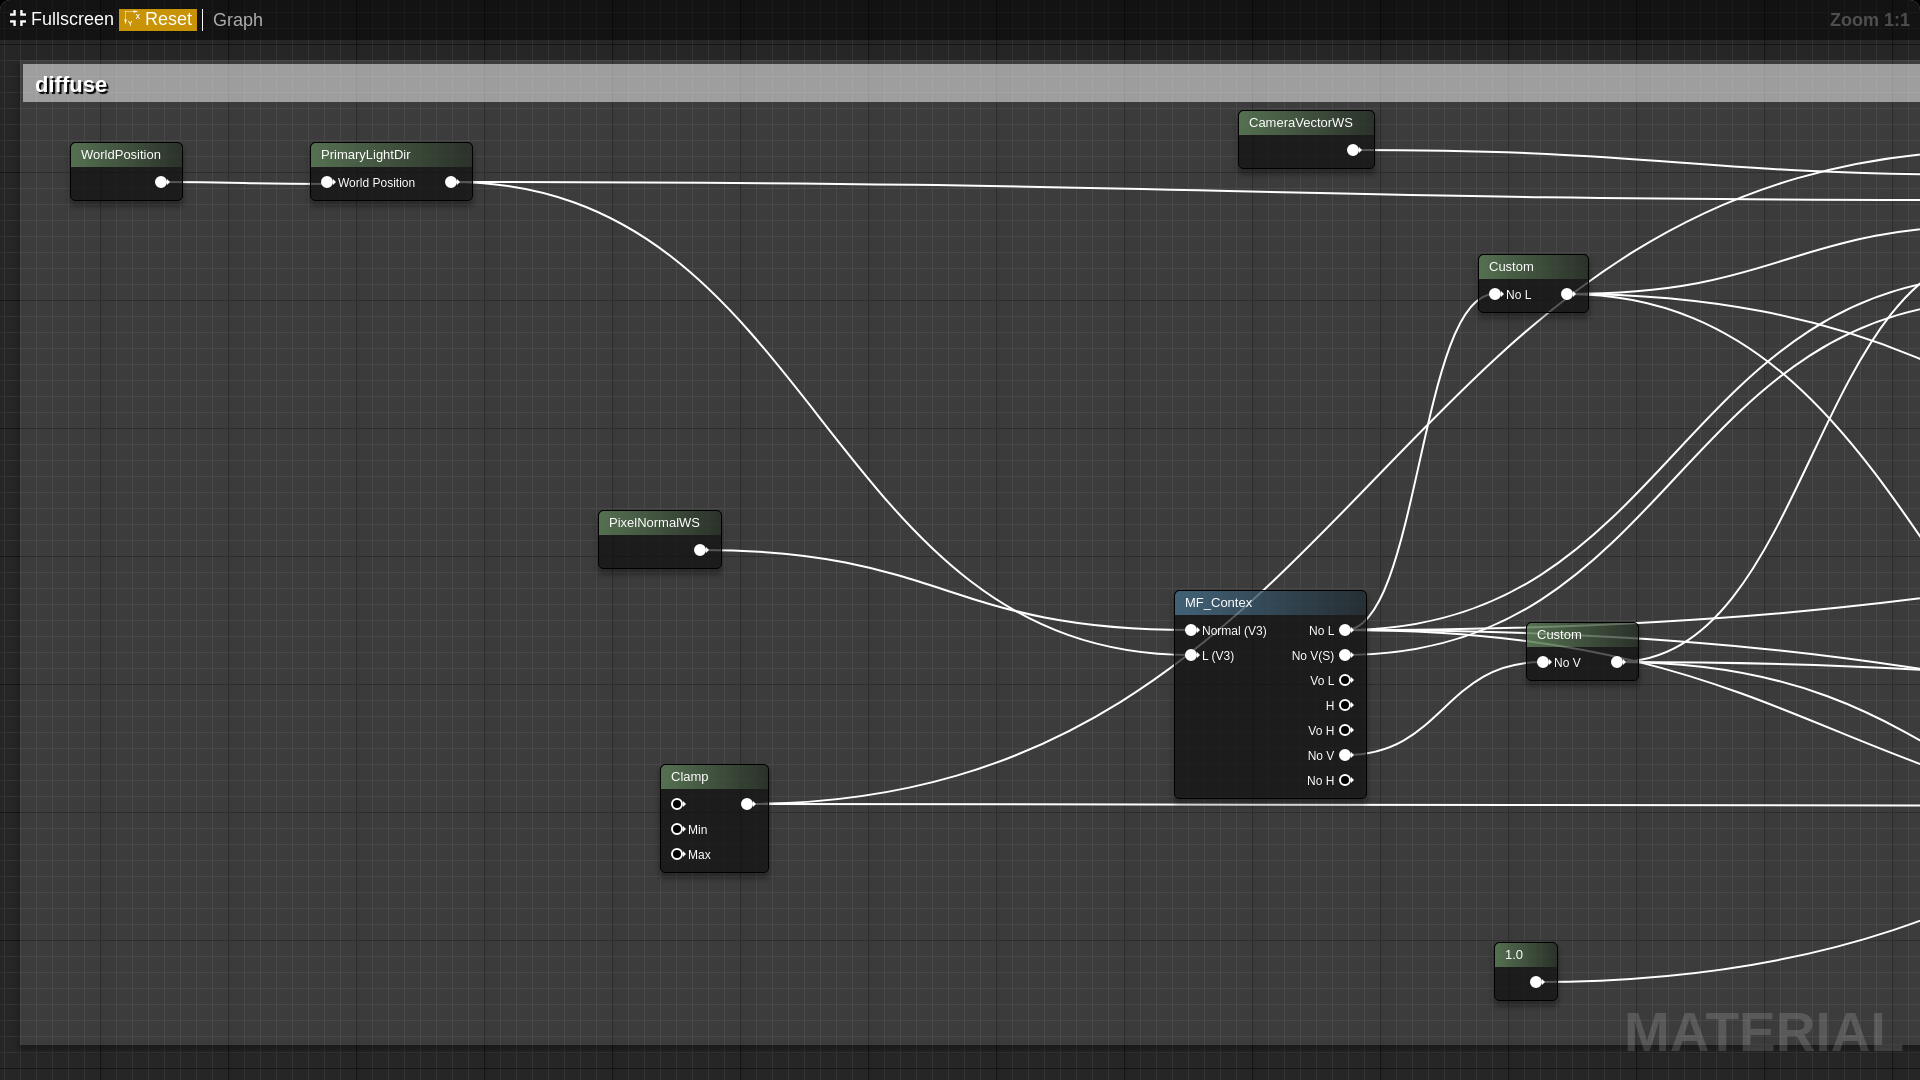 Fullscreen Reset Graph Zoom 1:1
diffuse
CameraVectorWS
WorldPosition
PrimaryLightDir
World Position
Custom
No L
PixelNormalWS
MF_Contex
Normal (V3) No L
L (V3) No V(S)
Vo L
H
Vo H
No V
No H
Custom
No V
Clamp
Min
Max
1.0
MATERIAL